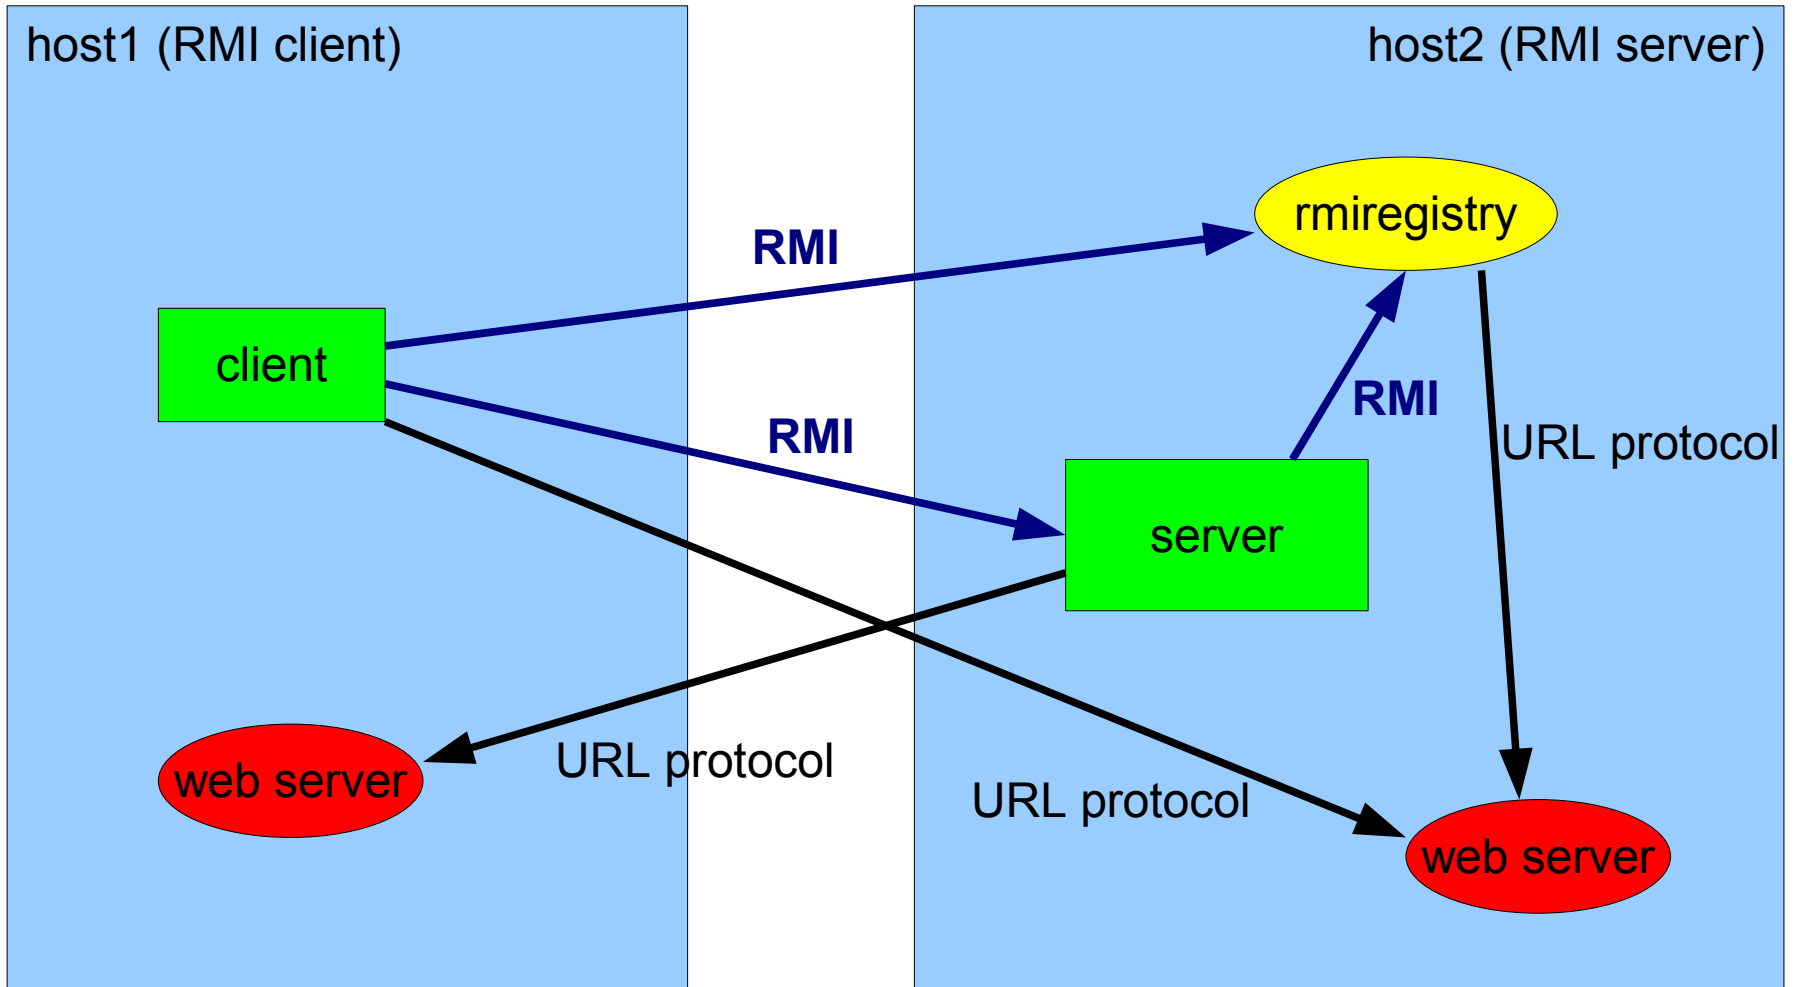 host1 (RMI client)
host2 (RMI server)
rmiregistry
RMI
client
RMI
RMI
URL protocol
server
web server
URL protocol
URL protocol
web server